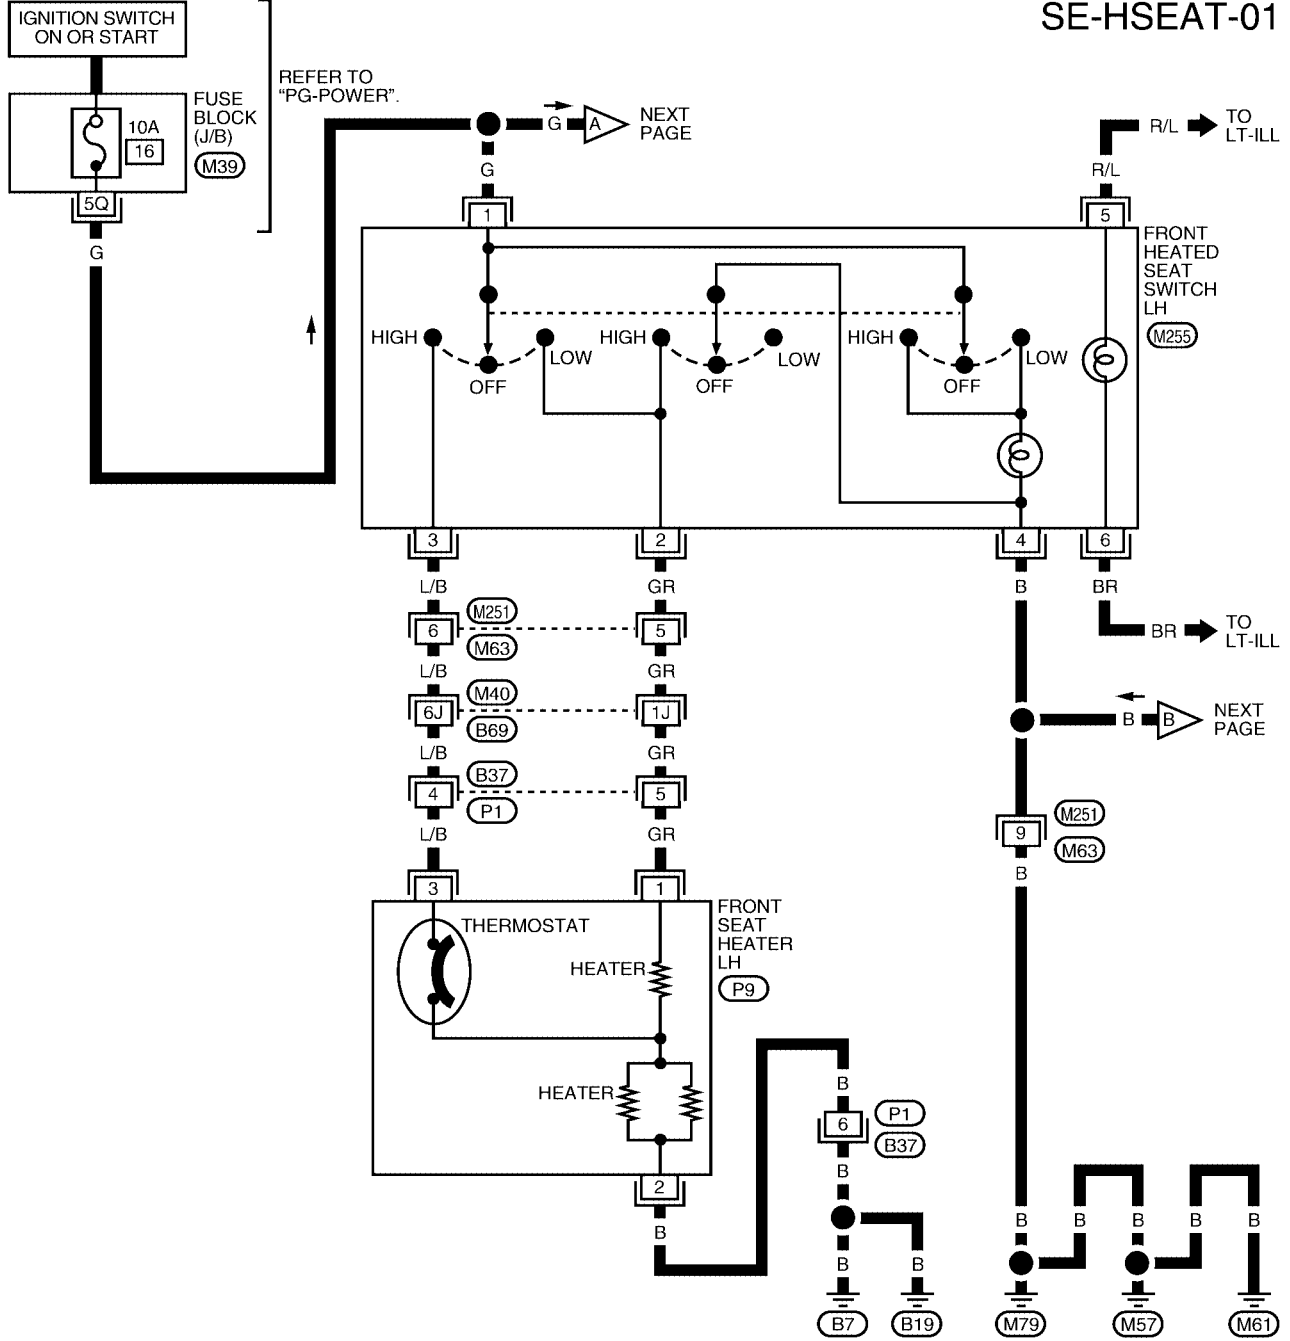 SE-HSEAT-01
IGNITION SWITCH
ON OR START
FUSE
BLOCK
(J/B)
M39
10A
16
5Q
G
REFER TO
"PG-POWER".
G
A
NEXT
PAGE
G
1
R/L
TO
LT-ILL
R/L
5
FRONT
HEATED
SEAT
SWITCH
LH
M255
HIGH
OFF
LOW
HIGH
OFF
LOW
HIGH
OFF
LOW
3
2
4
6
L/B
GR
B
BR
BR
TO
LT-ILL
6
M251
M63
5
L/B
GR
6J
M40
B69
1J
L/B
GR
B
B
NEXT
PAGE
4
B37
P1
5
L/B
GR
9
M251
M63
B
3
1
THERMOSTAT
HEATER
HEATER
FRONT
SEAT
HEATER
LH
P9
2
B
B
6
P1
B37
B
B
B
B7
B19
B
B
B
B
B
M79
M57
M61